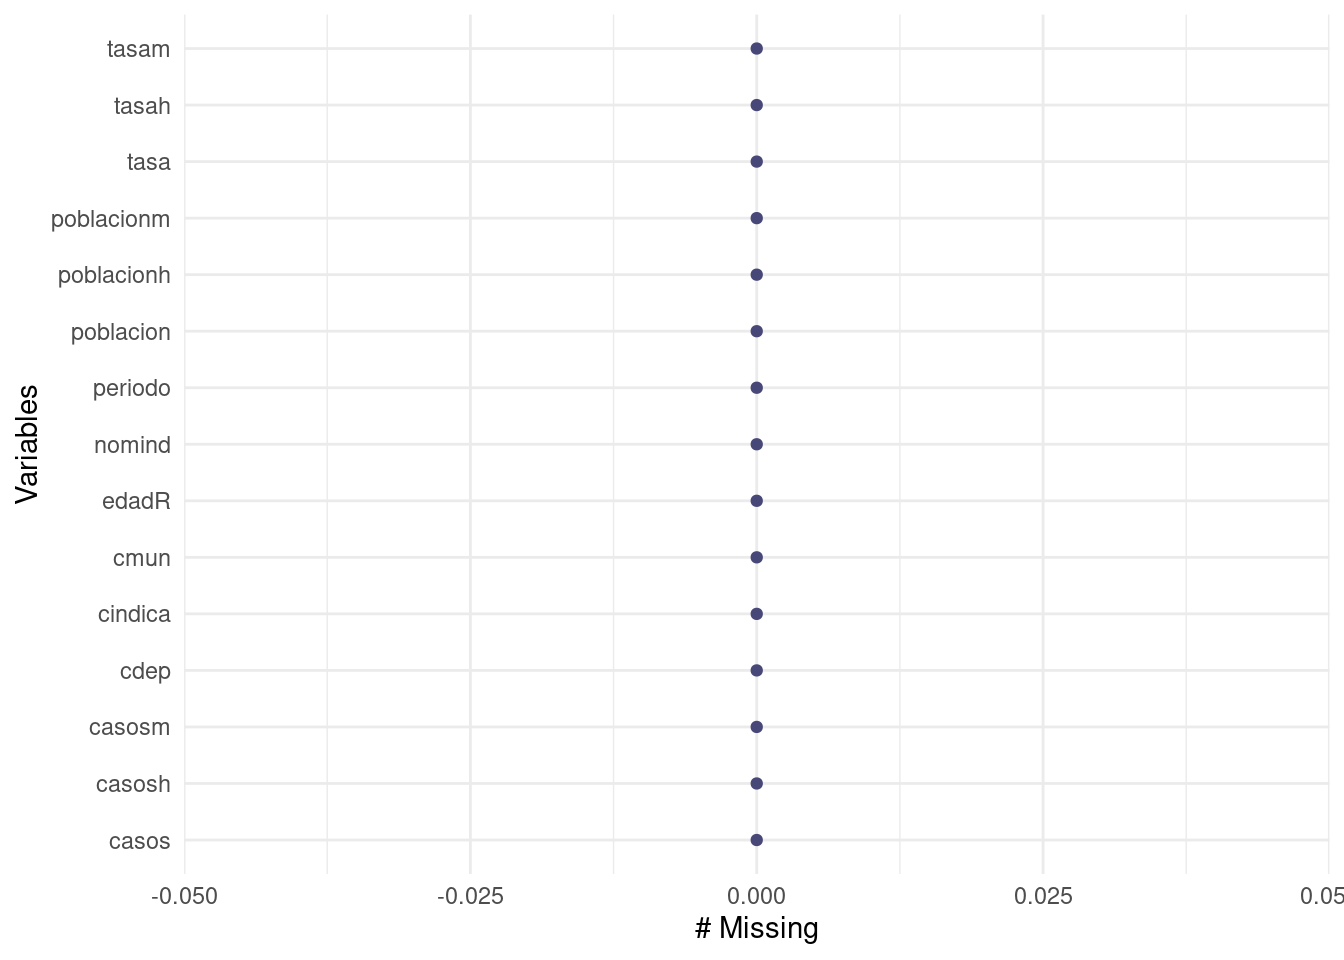 tasam
tasah
tasa
poblacionm
poblacionh
poblacion
periodo
nomind
edadR
cmun
cindica
cdep
casosm
casosh
casos
Variables
-0.050 -0.025 0.000 0.025 0.05
# Missing